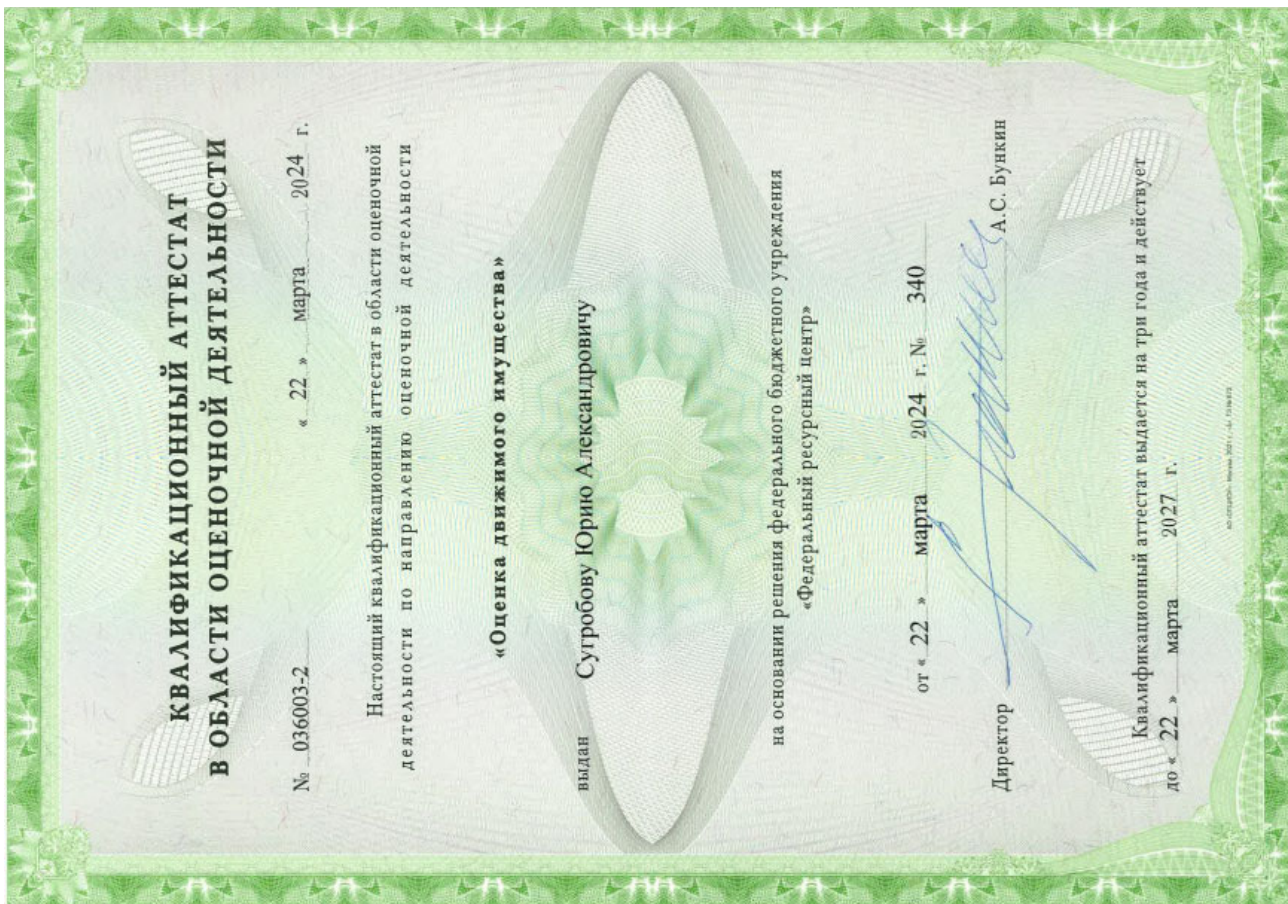 КВАЛИФИКАЦИОННЫЙ АТТЕСТАТ
В ОБЛАСТИ ОЦЕНОЧНОЙ ДЕЯТЕЛЬНОСТИ
№ 036003-2 « 22 » марта 2024 г.
Настоящий квалификационный аттестат в области оценочной
деятельности по направлению оценочной деятельности
«Оценка движимого имущества»
выдан Сугробову Юрию Александровичу
на основании решения федерального бюджетного учреждения
«Федеральный ресурсный центр»
от « 22 » марта 2024 г. № 340
Директор А.С. Бункин
Квалификационный аттестат выдается на три года и действует
до « 22 » марта 2027 г.